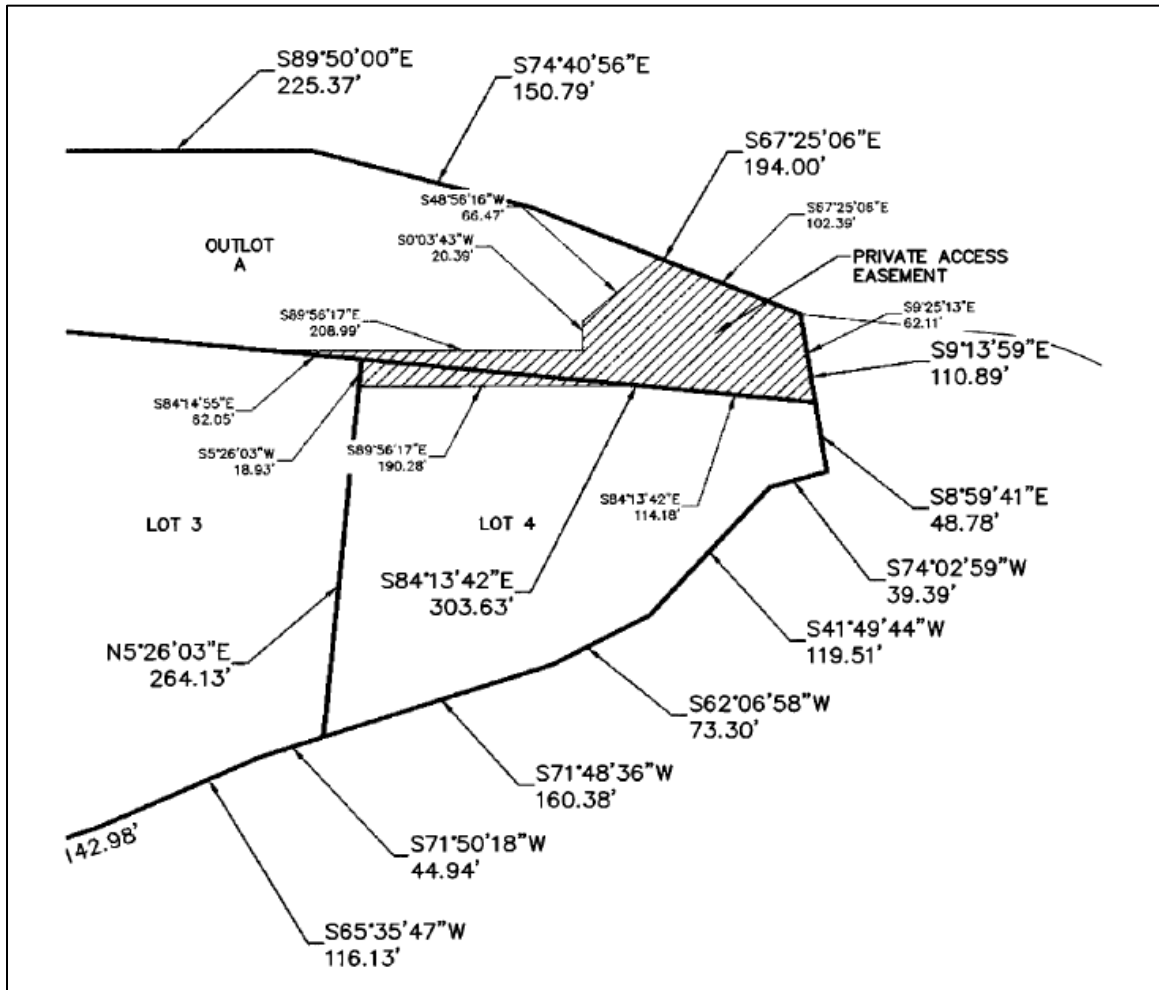 S89°50'00"E
225.37'
S74°40'56"E
150.79'
S67°25'06"E
194.00'
S48°56'16"W
66.47'
S67°25'06"E
102.39'
S0°03'43"W
20.39'
OUTLOT
A
PRIVATE ACCESS
EASEMENT
S89°56'17"E
208.99'
S9°25'13"E
62.11'
S9°13'59"E
110.89'
S84°14'55"E
62.05'
S5°26'03"W
18.93'
S89°56'17"E
190.28'
S84°13'42"E
114.18'
S8°59'41"E
48.78'
LOT 3
LOT 4
S84°13'42"E
303.63'
S74°02'59"W
39.39'
S41°49'44"W
119.51'
N5°26'03"E
264.13'
S62°06'58"W
73.30'
S71°48'36"W
160.38'
142.98'
S71°50'18"W
44.94'
S65°35'47"W
116.13'